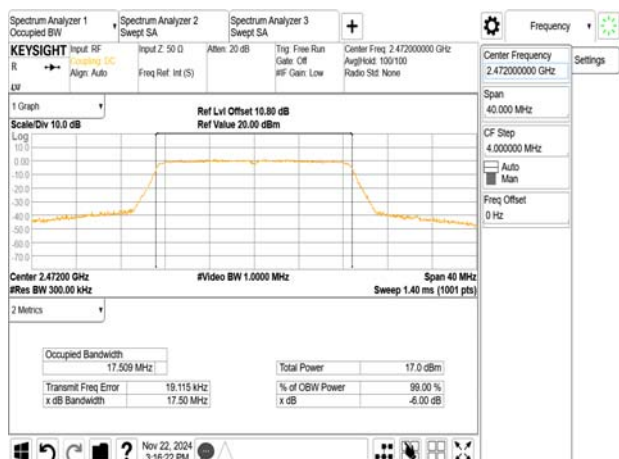 Spectrum Analyzer 1
Occupied BW
Spectrum Analyzer 2
Swept SA
Spectrum Analyzer 3
Swept SA
+
Frequency
KEYSIGHT
R
LVI
Input: RF
Coupling: DC
Align: Auto
Input Z: 50 Ω
Freq Ref: Int (S)
Atten: 20 dB
Trig: Free Run
Gate: Off
#IF Gain: Low
Center Freq: 2.472000000 GHz
Avg|Hold: 100/100
Radio Std: None
Center Frequency
2.472000000 GHz
Settings
Span
40.000 MHz
CF Step
4.000000 MHz
Auto
Man
Freq Offset
0 Hz
1 Graph
Scale/Div 10.0 dB
Ref Lvl Offset 10.80 dB
Ref Value 20.00 dBm
Log
10.0
0.00
-10.0
-20.0
-30.0
-40.0
-50.0
-60.0
-70.0
Center 2.47200 GHz
#Video BW 1.0000 MHz
Span 40 MHz
#Res BW 300.00 kHz
Sweep 1.40 ms (1001 pts)
2 Metrics
Occupied Bandwidth
17.509 MHz
Total Power 17.0 dBm
Transmit Freq Error 19.115 kHz
% of OBW Power 99.00 %
x dB Bandwidth 17.50 MHz
x dB -6.00 dB
?
Nov 22, 2024
3:16:22 PM